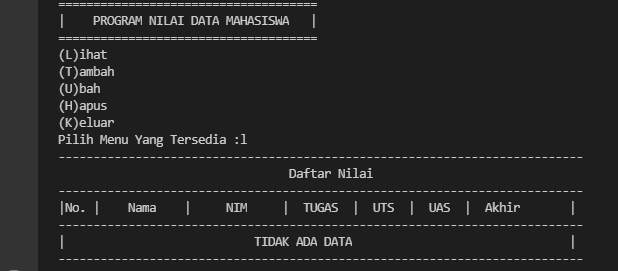 =====================================
|    PROGRAM NILAI DATA MAHASISWA   |
=====================================
(L)ihat
(T)ambah
(U)bah
(H)apus
(K)eluar
Pilih Menu Yang Tersedia :l
---------------------------------------------------------------------------
                                 Daftar Nilai
---------------------------------------------------------------------------
|No. |    Nama    |     NIM     |  TUGAS  |  UTS  |  UAS  |  Akhir       |
---------------------------------------------------------------------------
|                           TIDAK ADA DATA                               |
---------------------------------------------------------------------------